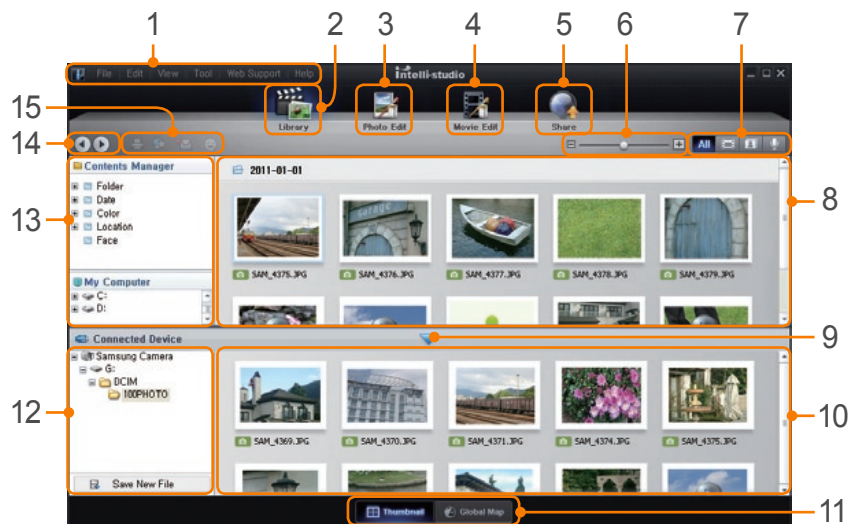 1 2 3 4 5 6 7
File Edit View Tool Web Support Help
intelli-studio
Library Photo Edit Movie Edit Share
15
14
All
Contents Manager
2011-01-01
Folder
Date
Color
Location
Face
13
8
SAM_4375.JPG SAM_4376.JPG SAM_4377.JPG SAM_4378.JPG SAM_4379.JPG
My Computer
C:
D:
Connected Device
9
Samsung Camera
G:
DCIM
100PHOTO
12
10
SAM_4369.JPG SAM_4370.JPG SAM_4371.JPG SAM_4374.JPG SAM_4375.JPG
Save New File
Thumbnail Global Map
11